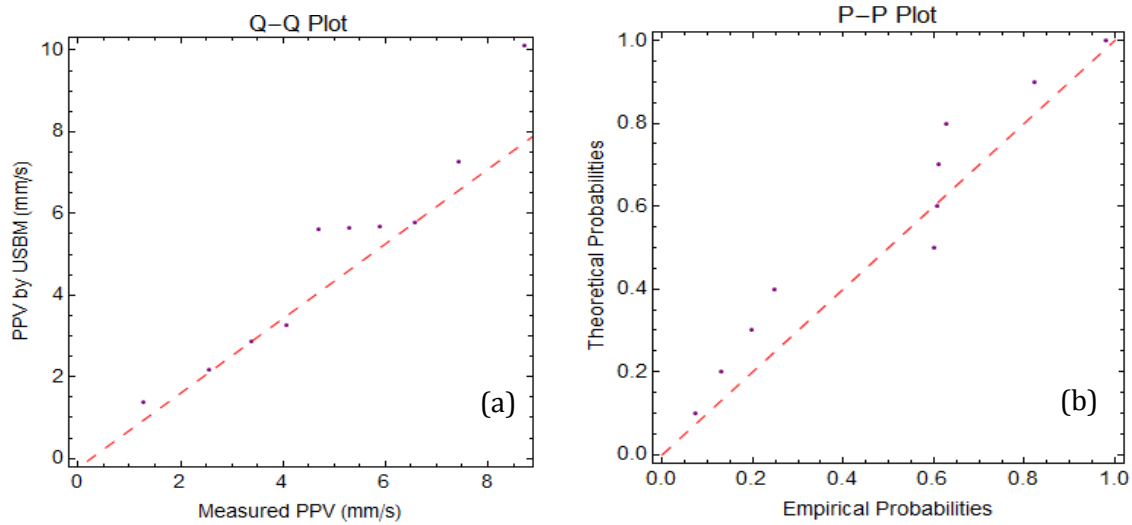 Q−Q Plot
PPV by USBM (mm/s)
10
8
6
4
2
0
(a)
0 2 4 6 8
Measured PPV (mm/s)
P−P Plot
Theoretical Probabilities
1.0
0.8
0.6
0.4
0.2
0.0
(b)
0.0 0.2 0.4 0.6 0.8 1.0
Empirical Probabilities